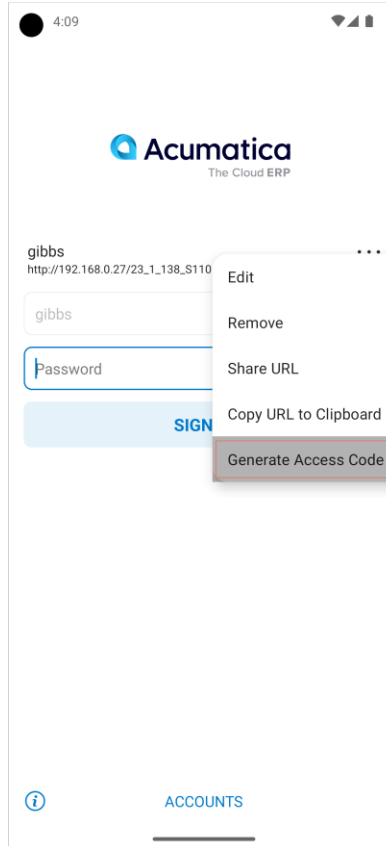 4:09
Acumatica
The Cloud ERP
gibbs
http://192.168.0.27/23_1_138_S110
gibbs
Password
SIGN
Edit
Remove
Share URL
Copy URL to Clipboard
Generate Access Code
ACCOUNTS